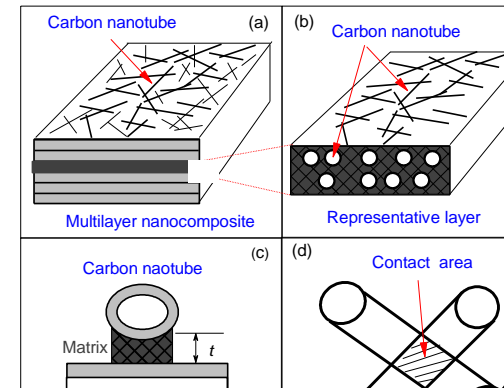 Carbon nanotube
(a)
Multilayer nanocomposite
(b)
Carbon nanotube
Representative layer
(c)
Carbon naotube
Matrix
t
(d)
Contact area